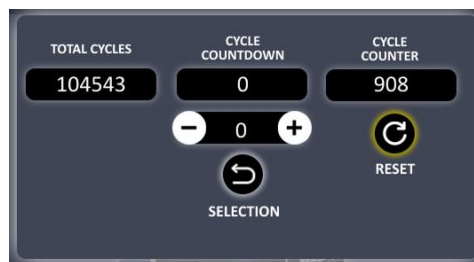 TOTAL CYCLES
104543
CYCLE
COUNTDOWN
0
0
SELECTION
CYCLE
COUNTER
908
RESET